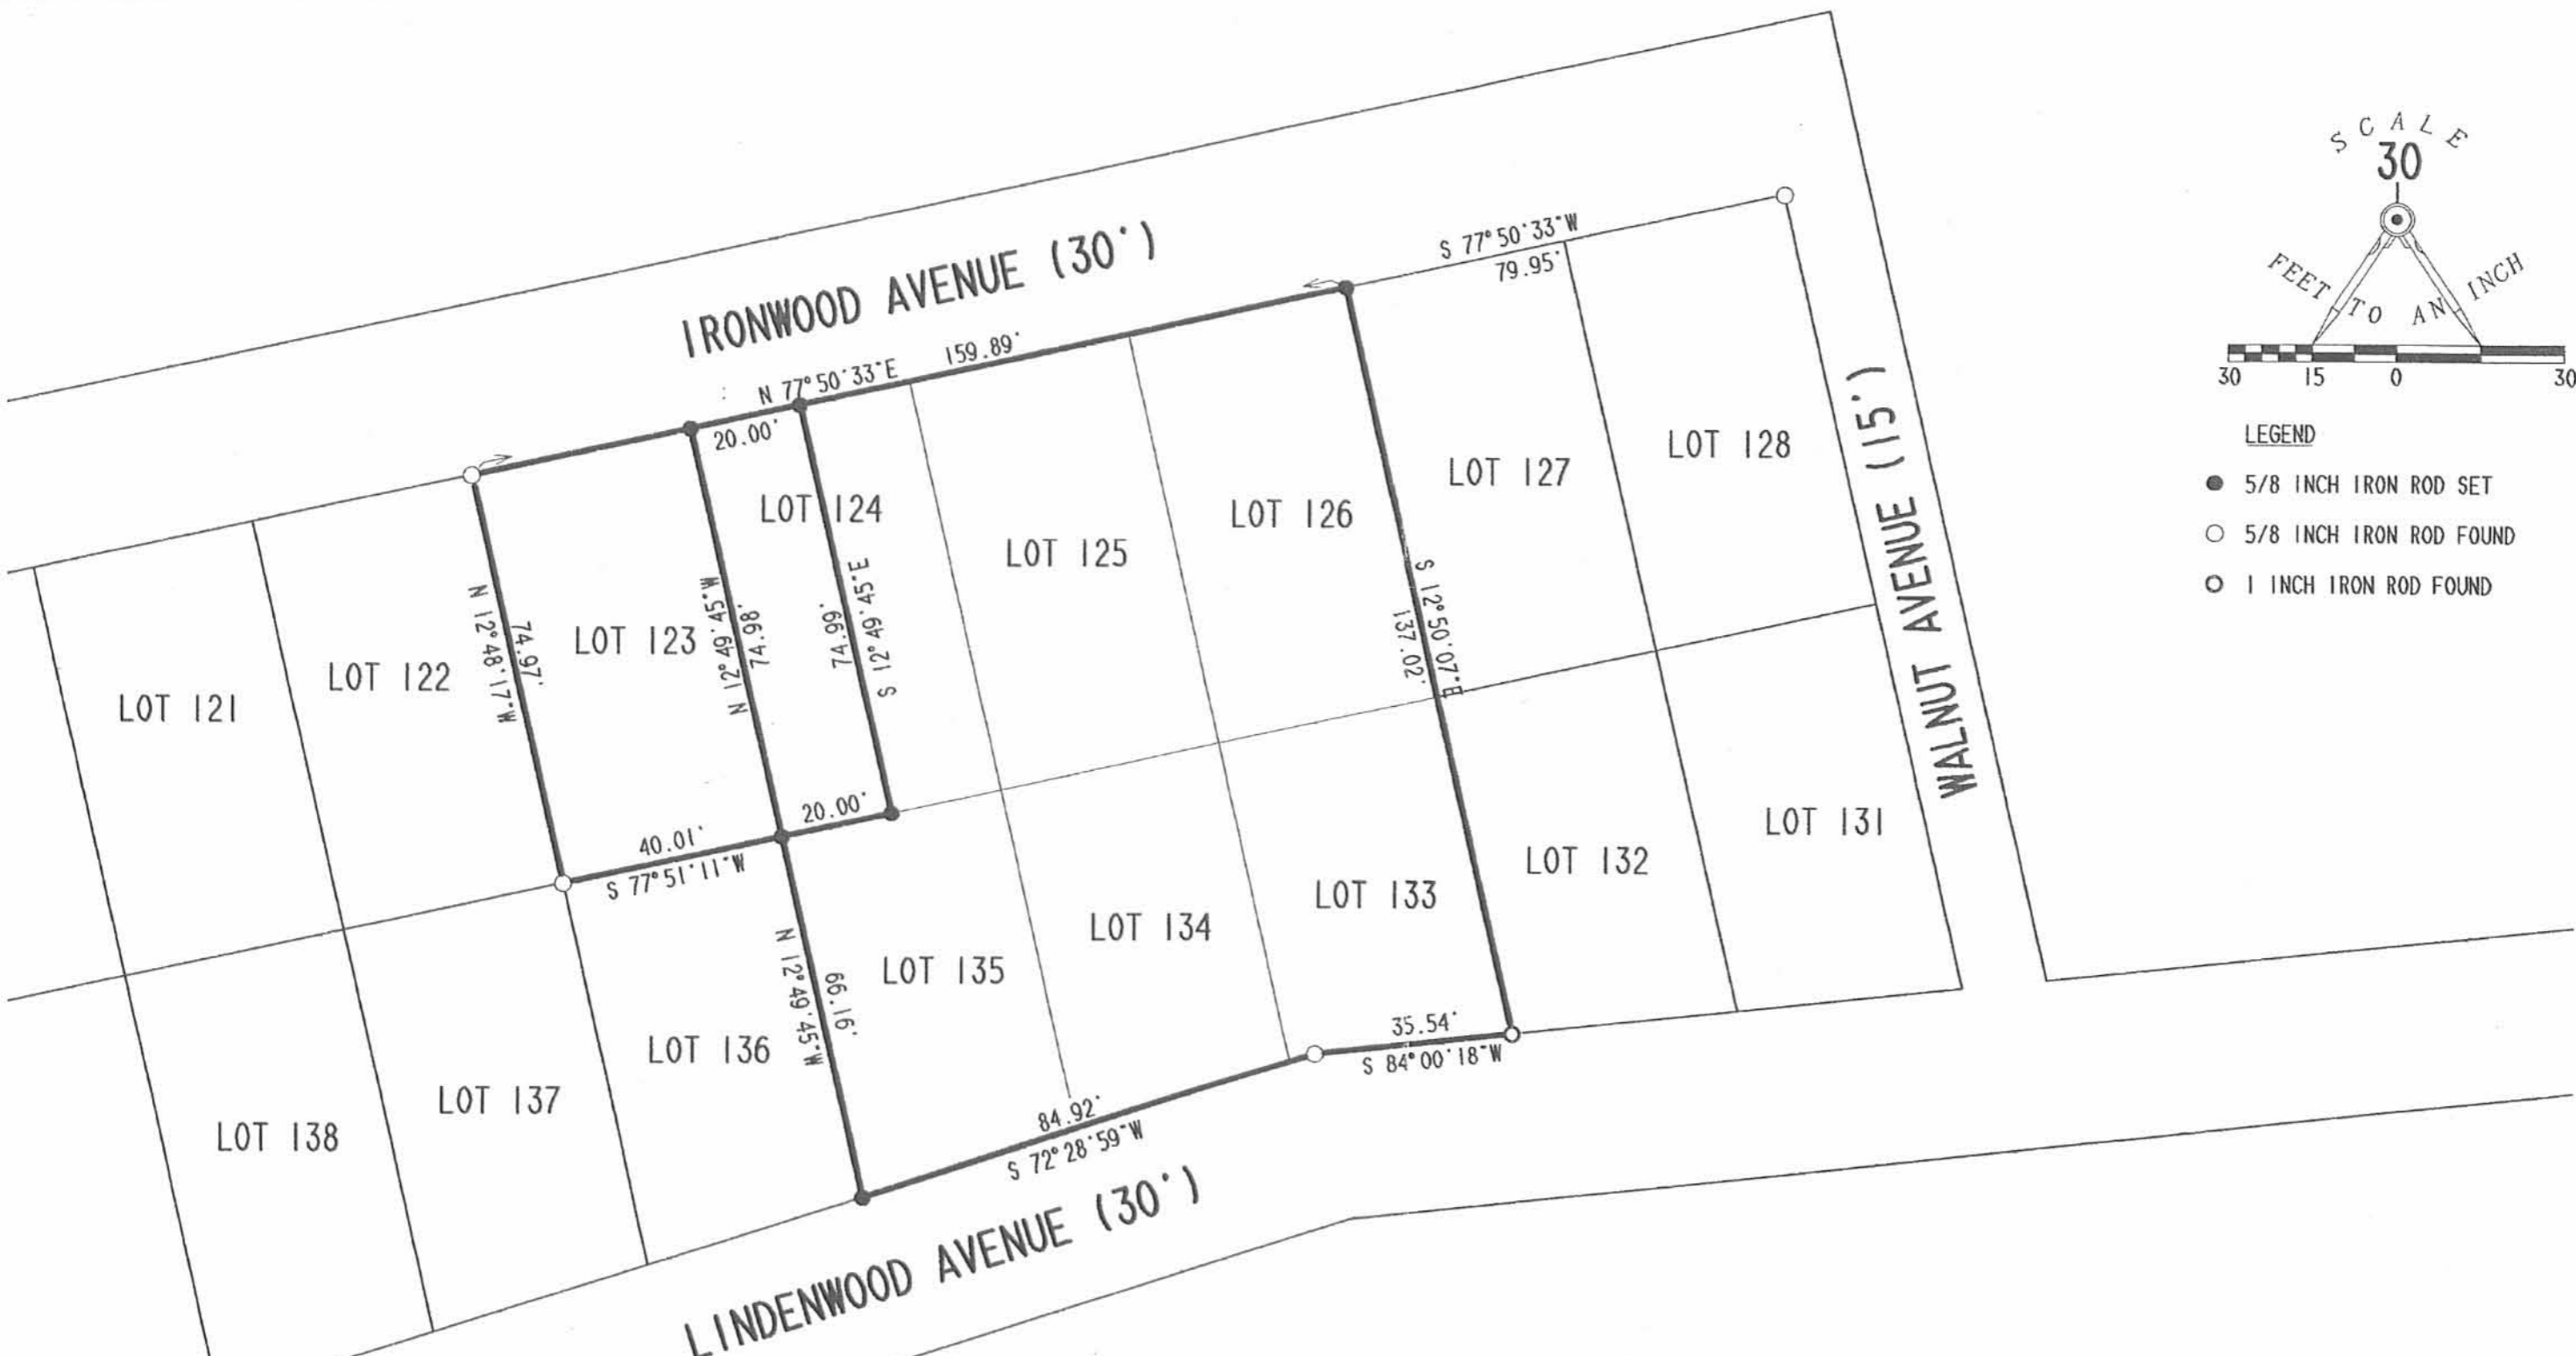 SCALE
30
FEET TO AN INCH
30 15 0 30
LEGEND
5/8 INCH IRON ROD SET
5/8 INCH IRON ROD FOUND
1 INCH IRON ROD FOUND
IRONWOOD AVENUE (30')
S 77°50'33"W
79.95'
159.89'
N 77°50'33"E
20.00'
WALNUT AVENUE (15')
LOT 121
LOT 122
N 12°48'17"W
74.97'
LOT 123
N 12°49'45"W
74.98'
LOT 124
74.99'
S 12°49'45"E
LOT 125
LOT 126
S 12°50'07"E
137.02'
LOT 127
LOT 128
40.01'
S 77°51'11"W
20.00'
LOT 138
LOT 137
LOT 136
N 12°49'45"W
66.16'
LOT 135
LOT 134
LOT 133
LOT 132
LOT 131
35.54'
S 84°00'18"W
84.92'
S 72°28'59"W
LINDENWOOD AVENUE (30')